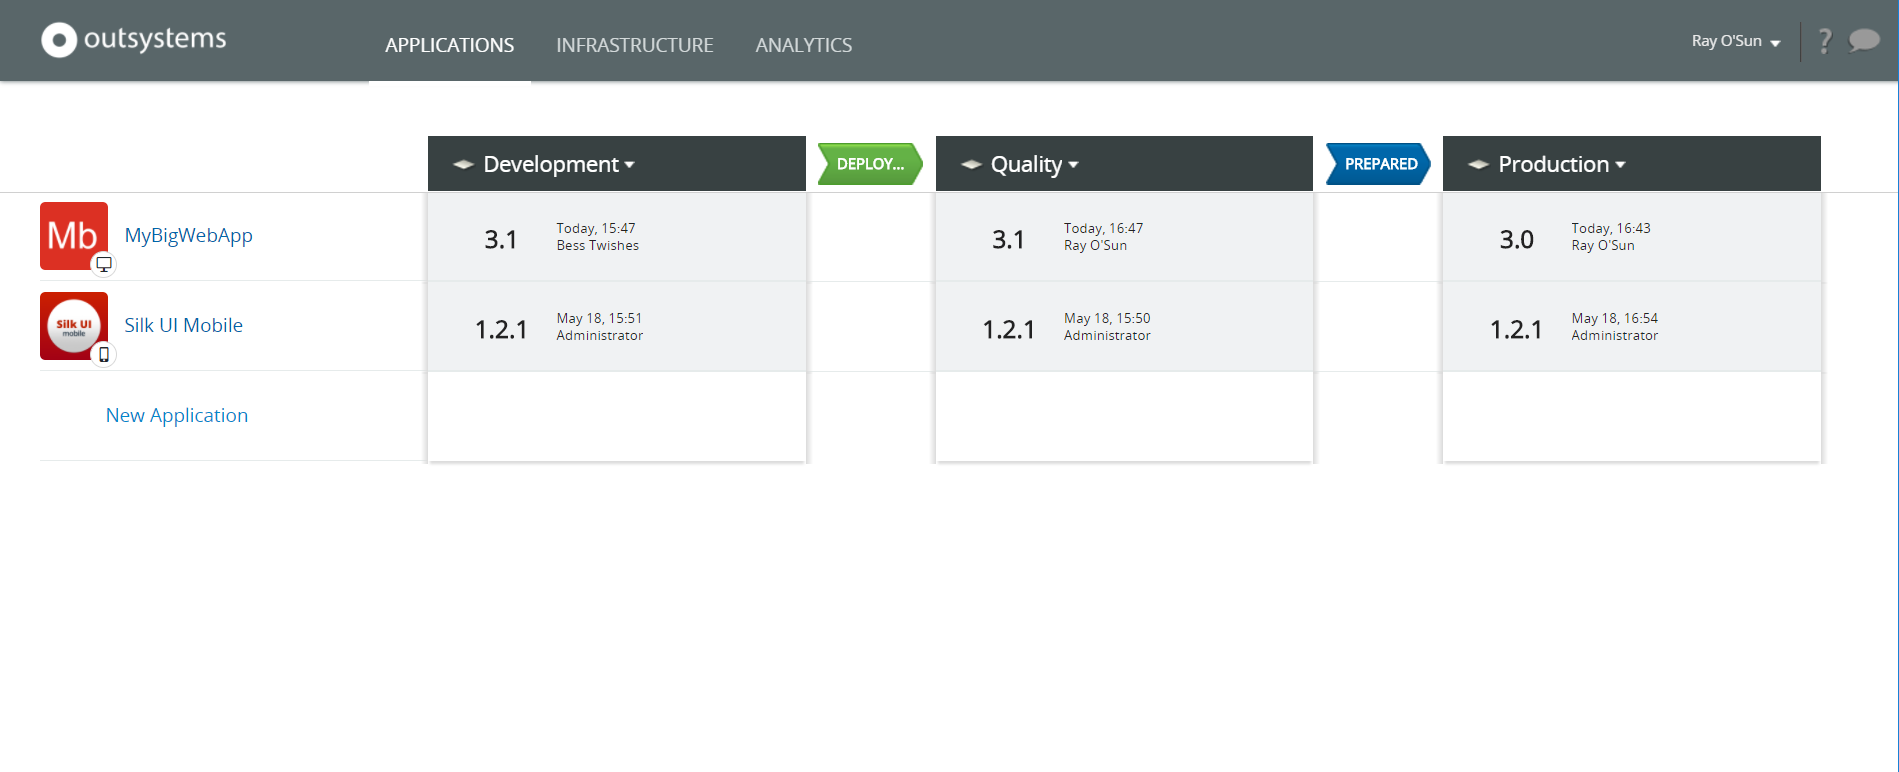 outsystems
APPLICATIONS INFRASTRUCTURE ANALYTICS
Ray O'Sun
?
Development DEPLOY... Quality PREPARED Production
Mb
MyBigWebApp
3.1
Today, 15:47
Bess Twishes
3.1
Today, 16:47
Ray O'Sun
3.0
Today, 16:43
Ray O'Sun
Silk UI
mobile
Silk UI Mobile
1.2.1
May 18, 15:51
Administrator
1.2.1
May 18, 15:50
Administrator
1.2.1
May 18, 16:54
Administrator
New Application